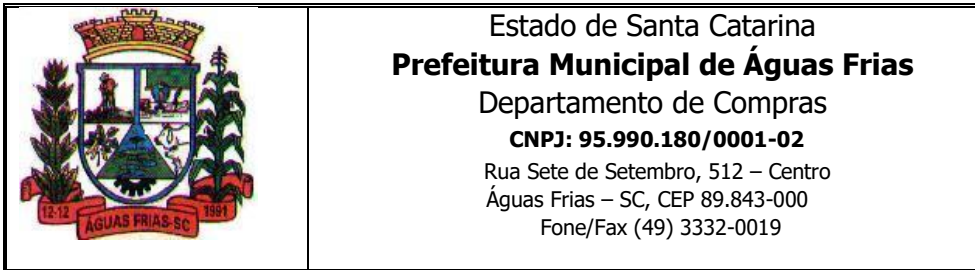 12-12
ÁGUAS FRIAS-SC
1991
Estado de Santa Catarina
Prefeitura Municipal de Águas Frias
Departamento de Compras
CNPJ: 95.990.180/0001-02
Rua Sete de Setembro, 512 – Centro
Águas Frias – SC, CEP 89.843-000
Fone/Fax (49) 3332-0019